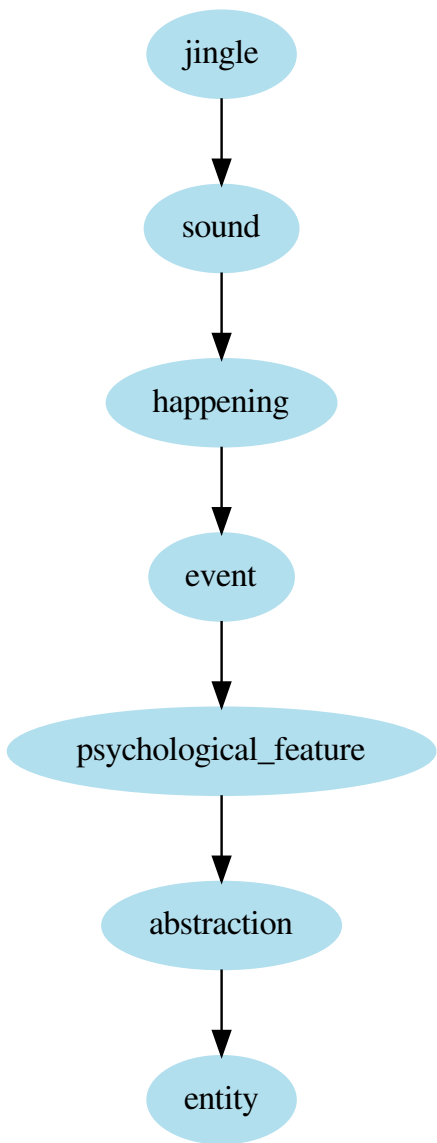 jingle
sound
happening
event
psychological_feature
abstraction
entity